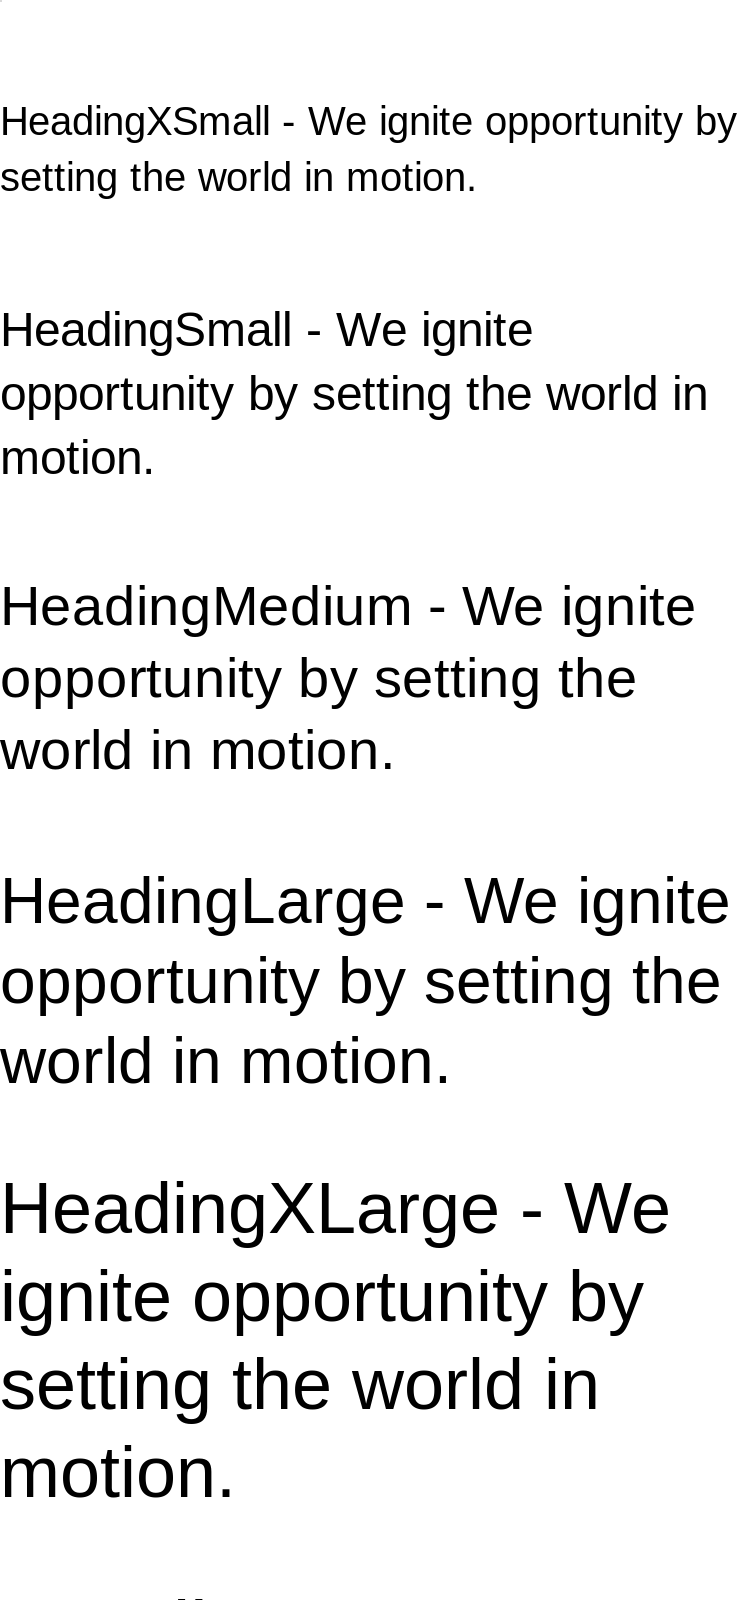 HeadingXSmall - We ignite opportunity by
setting the world in motion.
HeadingSmall - We ignite
opportunity by setting the world in
motion.
HeadingMedium - We ignite
opportunity by setting the
world in motion.
HeadingLarge - We ignite
opportunity by setting the
world in motion.
HeadingXLarge - We
ignite opportunity by
setting the world in
motion.